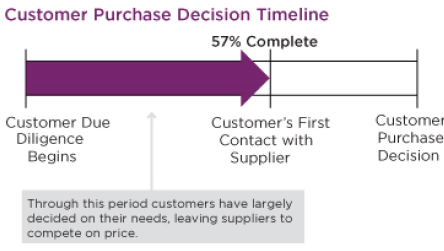 Customer Purchase Decision Timeline
57% Complete
Customer Due
Diligence
Begins
Customer's First
Contact with
Supplier
Customer
Purchase
Decision
Through this period customers have largely
decided on their needs, leaving suppliers to
compete on price.